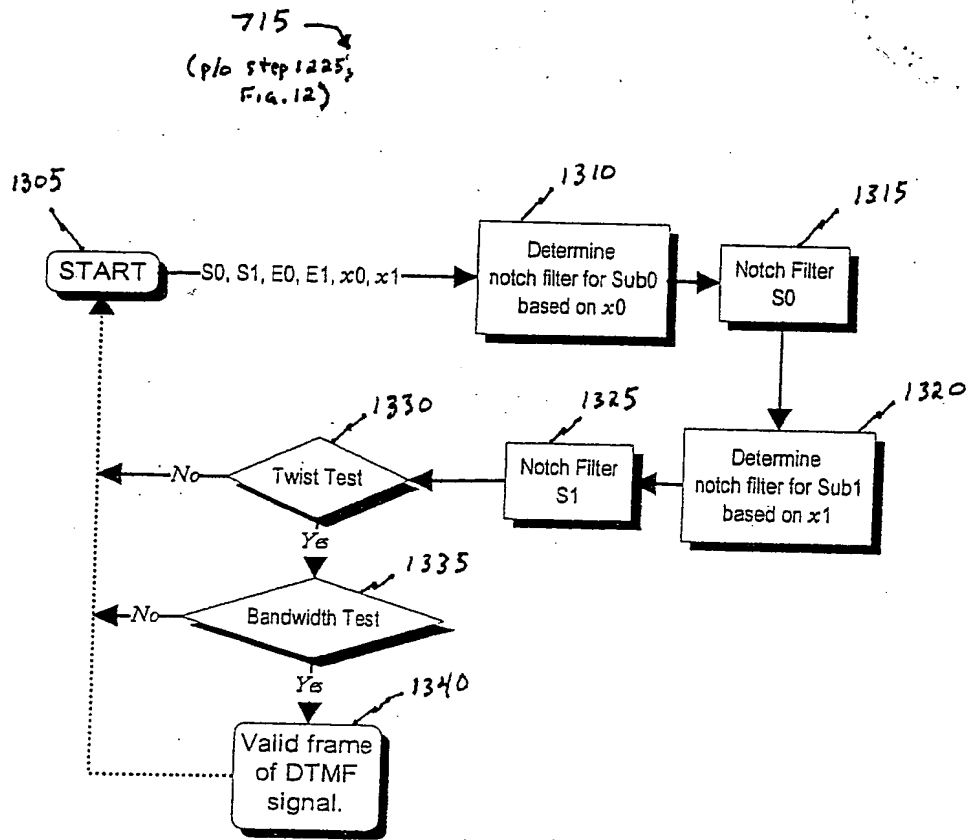 715
(p/o step 1225,
Fig. 12)
1305
START
S0, S1, E0, E1, x0, x1
1310
Determine
notch filter for Sub0
based on x0
1315
Notch Filter
S0
1320
Determine
notch filter for Sub1
based on x1
1325
Notch Filter
S1
1330
Twist Test
No
Yes
1335
Bandwidth Test
No
Yes
1340
Valid frame
of DTMF
signal.